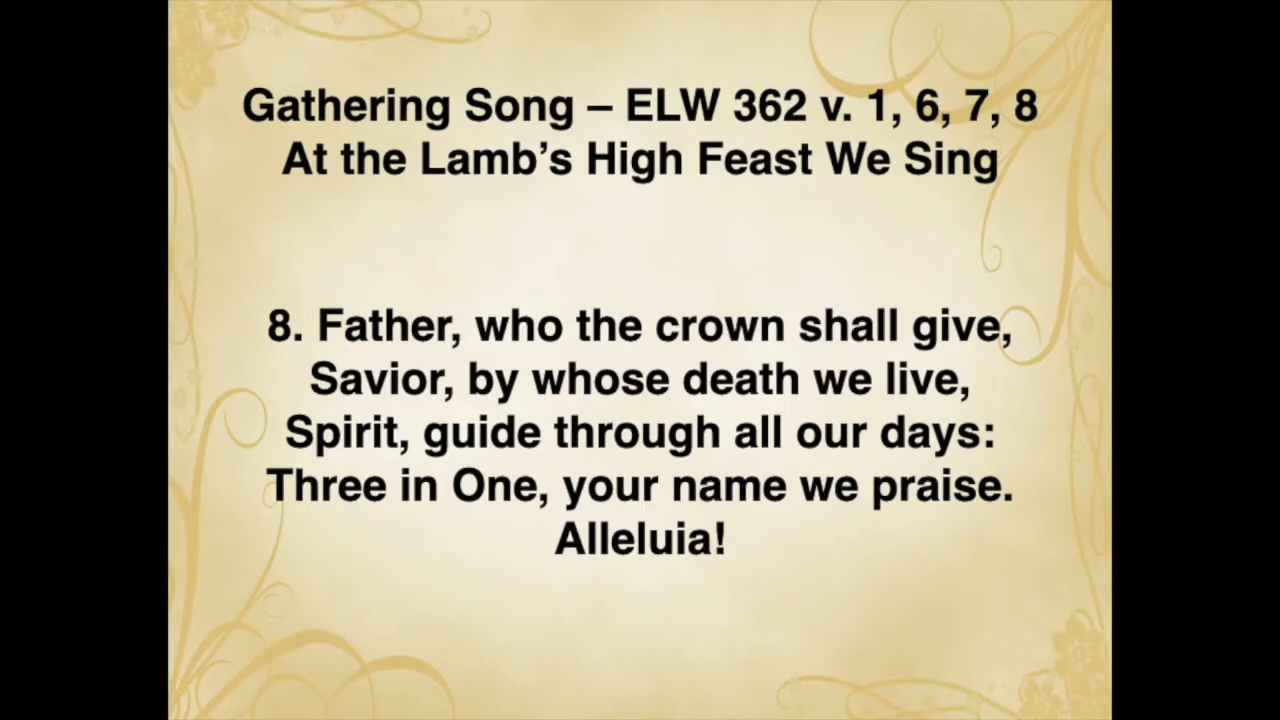 Gathering Song – ELW 362 v. 1, 6, 7, 8
At the Lamb’s High Feast We Sing
8. Father, who the crown shall give,
Savior, by whose death we live,
Spirit, guide through all our days:
Three in One, your name we praise.
Alleluia!